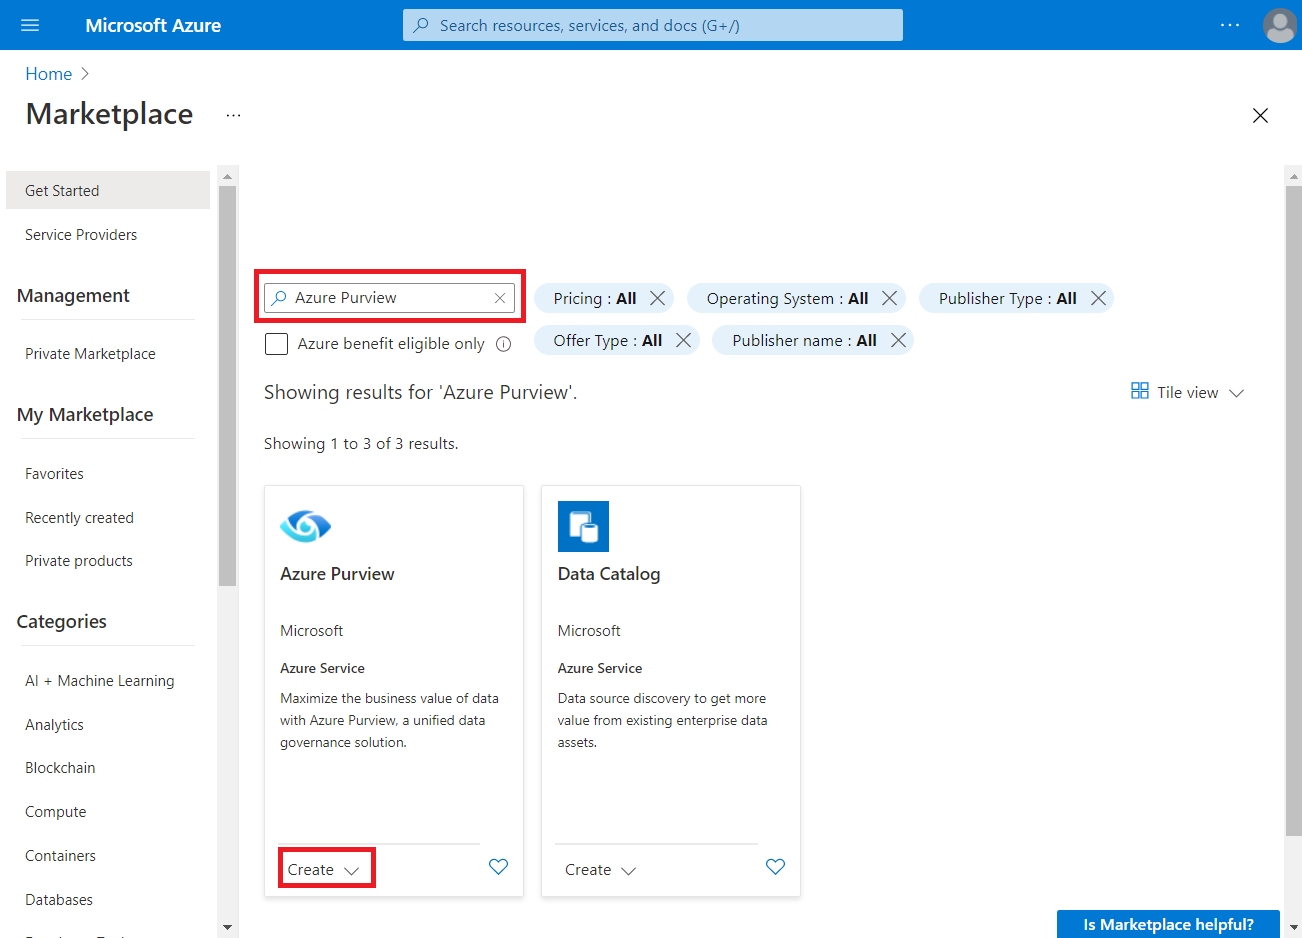 Microsoft Azure
Search resources, services, and docs (G+/)
...
Home
Marketplace
...
Get Started
Service Providers
Management
Private Marketplace
My Marketplace
Favorites
Recently created
Private products
Categories
AI + Machine Learning
Analytics
Blockchain
Compute
Containers
Databases
Azure Purview
Pricing : All
Operating System : All
Publisher Type : All
Azure benefit eligible only
Offer Type : All
Publisher name : All
Showing results for 'Azure Purview'.
Tile view
Showing 1 to 3 of 3 results.
Azure Purview
Microsoft
Azure Service
Maximize the business value of data
with Azure Purview, a unified data
governance solution.
Create
Data Catalog
Microsoft
Azure Service
Data source discovery to get more
value from existing enterprise data
assets.
Create
Is Marketplace helpful?